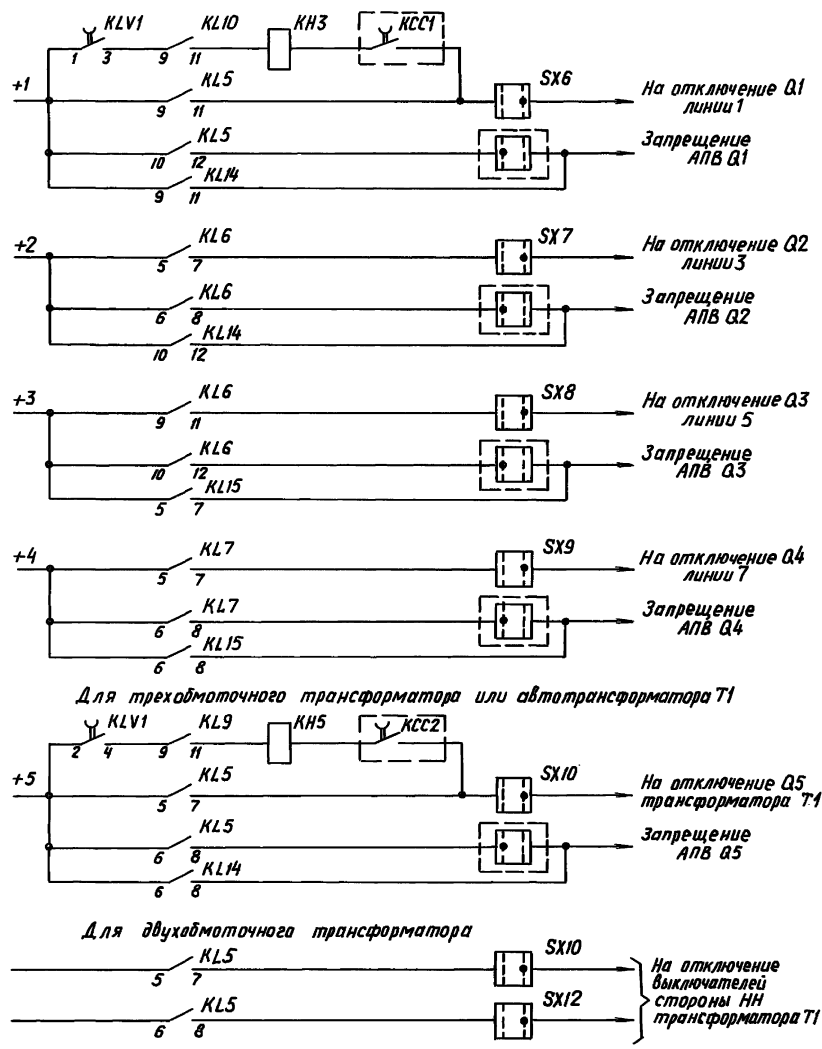 KLV1 KL10 KH3 KCC1
1 3 9 11
+1 KL5 SX6 На отключение Q1
9 11 линии 1
KL5 Запрещение
10 12 АПВ Q1
KL14
9 11
+2 KL6 SX7 На отключение Q2
5 7 линии 3
KL6 Запрещение
6 8 АПВ Q2
KL14
10 12
+3 KL6 SX8 На отключение Q3
9 11 линии 5
KL6 Запрещение
10 12 АПВ Q3
KL15
5 7
+4 KL7 SX9 На отключение Q4
5 7 линии 7
KL7 Запрещение
6 8 АПВ Q4
KL15
6 8
Для трехобмоточного трансформатора или автотрансформатора Т1
KLV1 KL9 KH5 KCC2
2 4 9 11
+5 KL5 SX10 На отключение Q5
5 7 трансформатора Т1
KL5 Запрещение
6 8 АПВ Q5
KL14
6 8
Для двухобмоточного трансформатора
KL5 SX10 На отключение
5 7 выключателей
KL5 SX12 стороны НН
6 8 трансформатора Т1